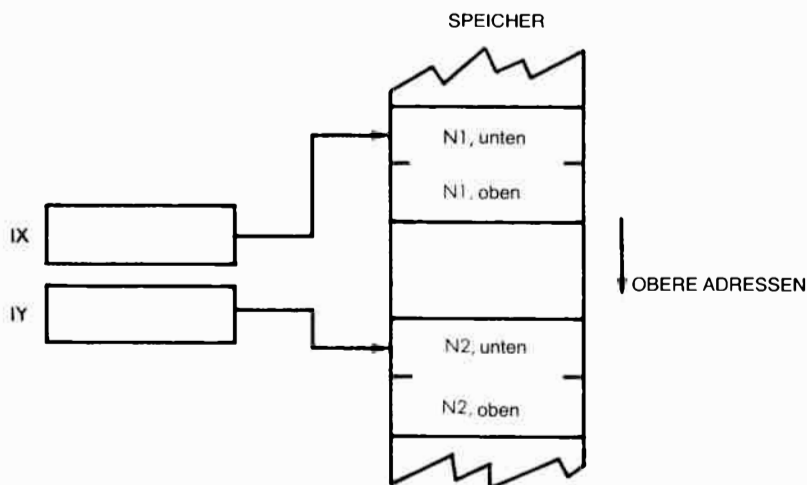 SPEICHER
N1, unten
N1, oben
IX
OBERE ADRESSEN
IY
N2, unten
N2, oben